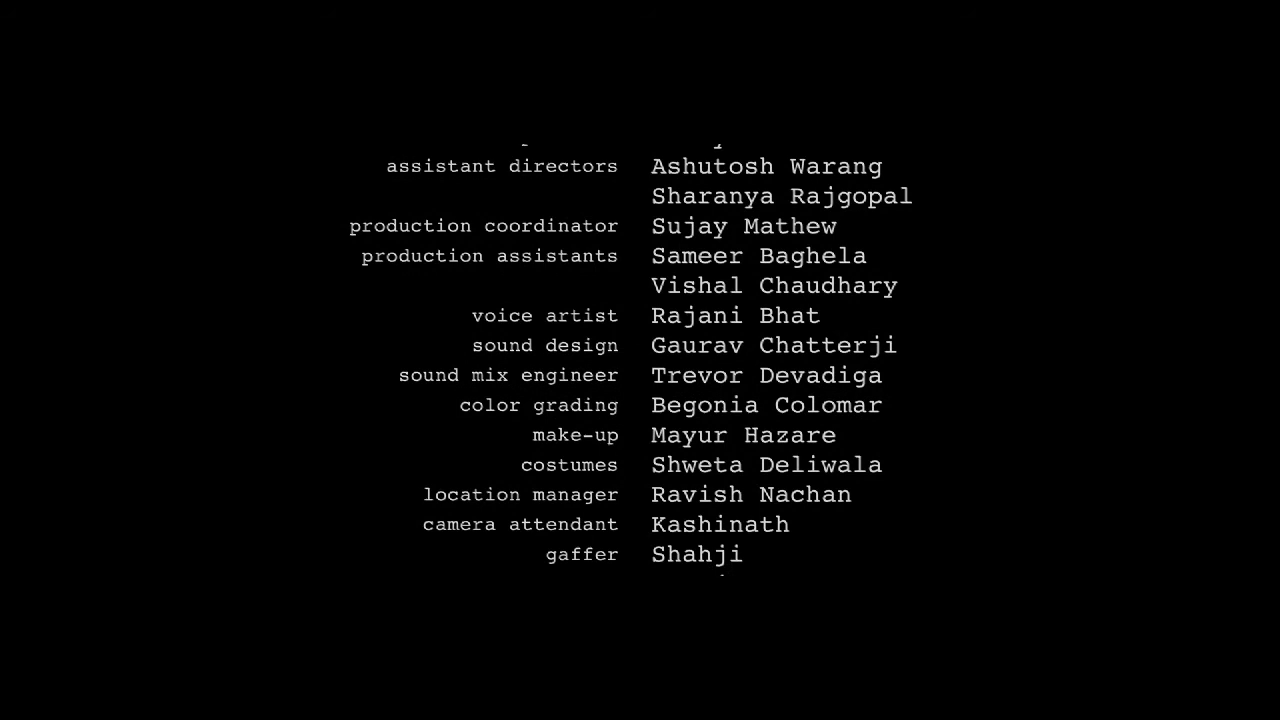 assistant directors Ashutosh Warang
Sharanya Rajgopal
production coordinator Sujay Mathew
production assistants Sameer Baghela
Vishal Chaudhary
voice artist Rajani Bhat
sound design Gaurav Chatterji
sound mix engineer Trevor Devadiga
color grading Begonia Colomar
make-up Mayur Hazare
costumes Shweta Deliwala
location manager Ravish Nachan
camera attendant Kashinath
gaffer Shahji